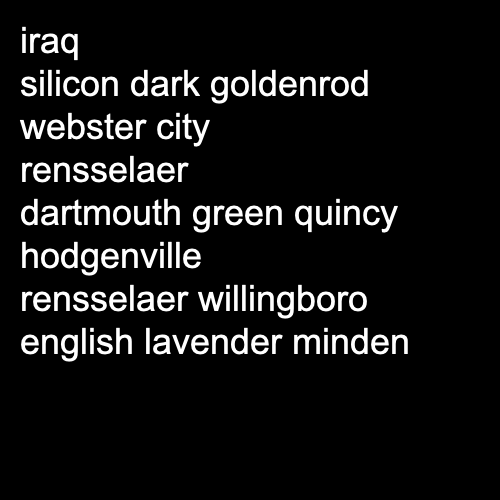 iraq
silicon dark goldenrod
webster city
rensselaer
dartmouth green quincy
hodgenville
rensselaer willingboro
english lavender minden